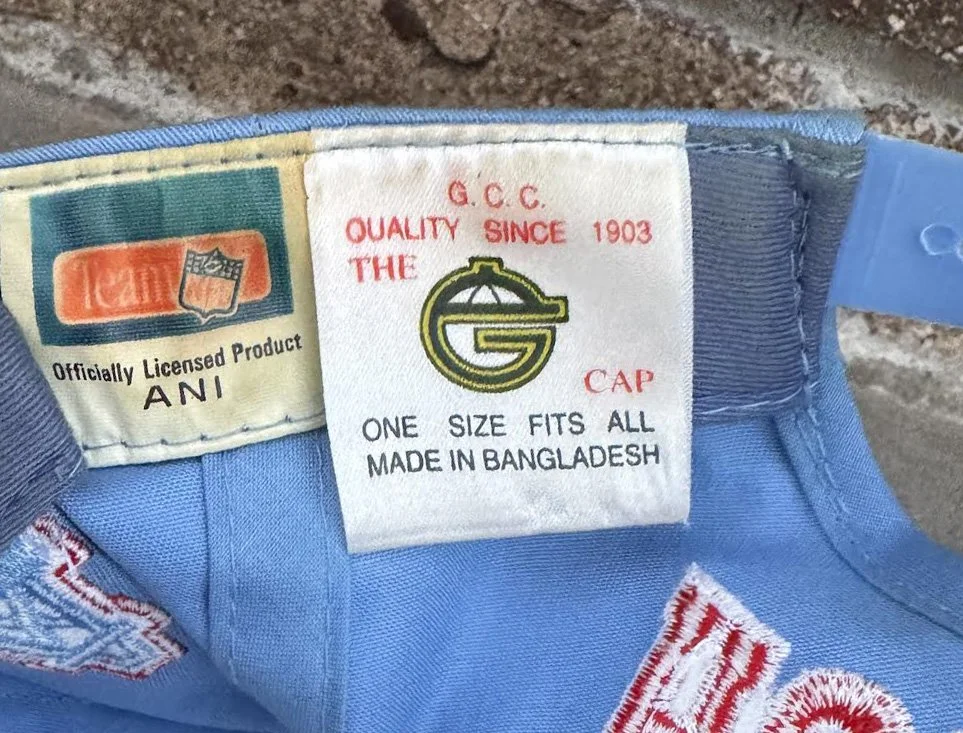 Team NFL
Officially Licensed Product
ANI
G. C. C.
QUALITY SINCE 1903
THE
G
CAP
ONE SIZE FITS ALL
MADE IN BANGLADESH